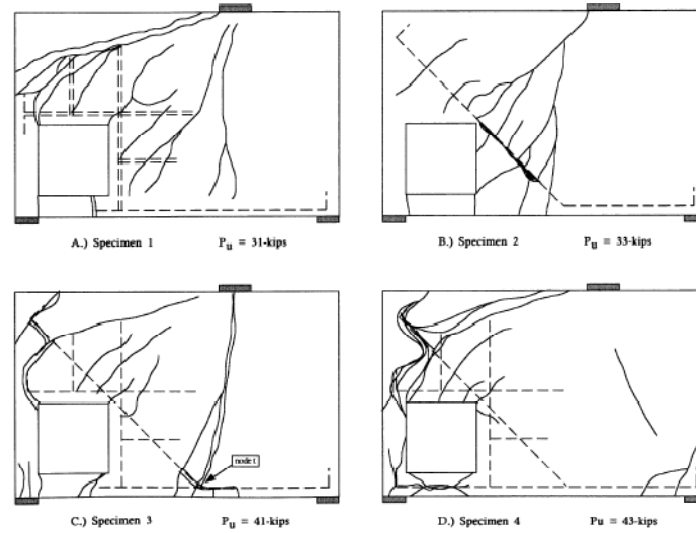 A.) Specimen 1 P_u = 31-kips
B.) Specimen 2 P_u = 33-kips
node f
C.) Specimen 3 P_u = 41-kips
D.) Specimen 4 Pu = 43-kips